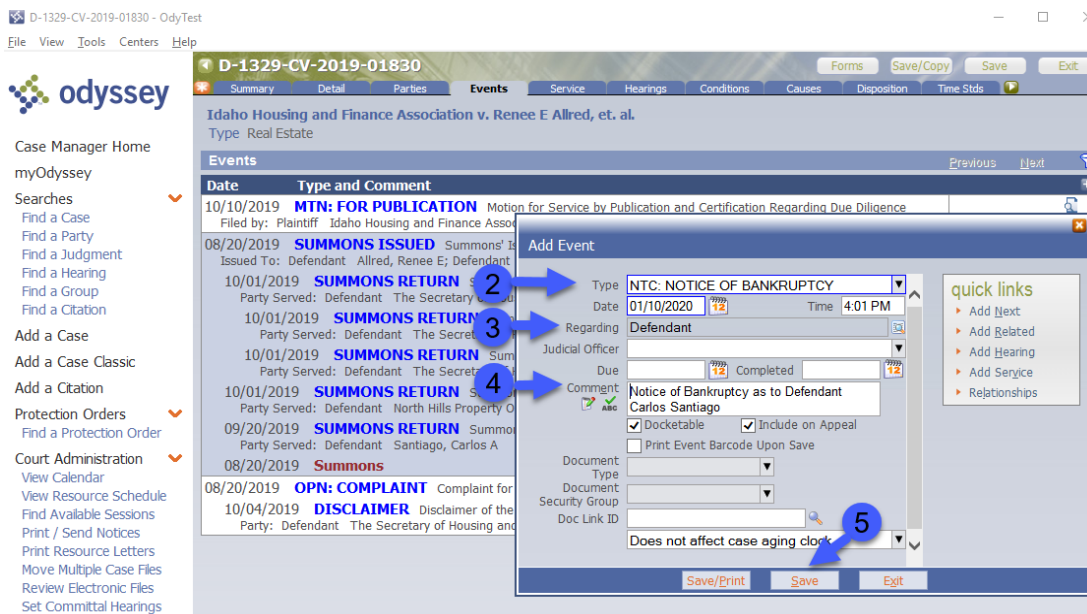 D-1329-CV-2019-01830 - OdyTest
File View Tools Centers Help
odyssey
Case Manager Home
myOdyssey
Searches
Find a Case
Find a Party
Find a Judgment
Find a Hearing
Find a Group
Find a Citation
Add a Case
Add a Case Classic
Add a Citation
Protection Orders
Find a Protection Order
Court Administration
View Calendar
View Resource Schedule
Find Available Sessions
Print / Send Notices
Print Resource Letters
Move Multiple Case Files
Review Electronic Files
Set Committal Hearings
D-1329-CV-2019-01830
Forms Save/Copy Save Exit
Summary Detail Parties Events Service Hearings Conditions Causes Disposition Time Stds
Idaho Housing and Finance Association v. Renee E Allred, et. al.
Type Real Estate
Events Previous Next
Date Type and Comment
10/10/2019 MTN: FOR PUBLICATION Motion for Service by Publication and Certification Regarding Due Diligence
Filed by: Plaintiff Idaho Housing and Finance Asso
08/20/2019 SUMMONS ISSUED Summons' Is
Issued To: Defendant Allred, Renee E; Defendant
10/01/2019 SUMMONS RETURN
Party Served: Defendant The Secretary
10/01/2019 SUMMONS RETURN
Party Served: Defendant The Secre
10/01/2019 SUMMONS RETURN Sum
Party Served: Defendant The Secre
10/01/2019 SUMMONS RETURN
Party Served: Defendant North Hills Property O
09/20/2019 SUMMONS RETURN Summo
Party Served: Defendant Santiago, Carlos A
08/20/2019 Summons
08/20/2019 OPN: COMPLAINT Complaint for
10/04/2019 DISCLAIMER Disclaimer of the
Party: Defendant The Secretary of Housing and
Add Event
2 Type NTC: NOTICE OF BANKRUPTCY
Date 01/10/2020 12 Time 4:01 PM
3 Regarding Defendant
Judicial Officer
Due 12 Completed 12
4 Comment Notice of Bankruptcy as to Defendant
Carlos Santiago
ABC
Docketable Include on Appeal
Print Event Barcode Upon Save
Document
Type
Document
Security Group
Doc Link ID
5
Does not affect case aging clock
Save/Print Save Exit
quick links
Add Next
Add Related
Add Hearing
Add Service
Relationships